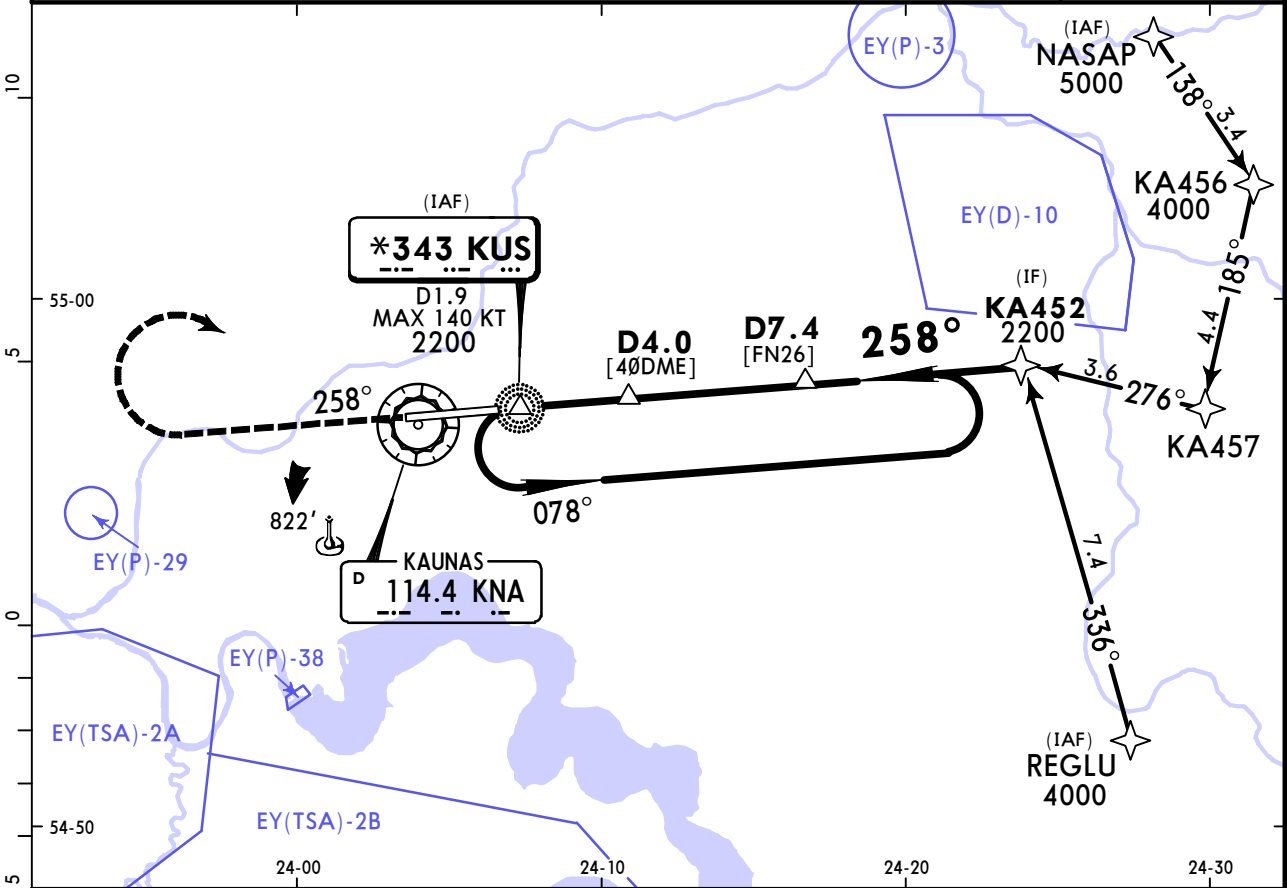 (IAF)
NASAP
5000
138°
3.4
EY(P)-3
10
KA456
4000
(IAF)
*343 KUS
D1.9
MAX 140 KT
2200
EY(D)-10
185°
4.4
(IF)
KA452
2200
55-00
5
D4.0
[4ØDME]
D7.4
[FN26]
258°
3.6
276°
KA457
258°
078°
822'
EY(P)-29
KAUNAS
D
114.4 KNA
7.4
336°
0
EY(P)-38
EY(TSA)-2A
(IAF)
REGLU
4000
54-50
EY(TSA)-2B
5
24-00
24-10
24-20
24-30